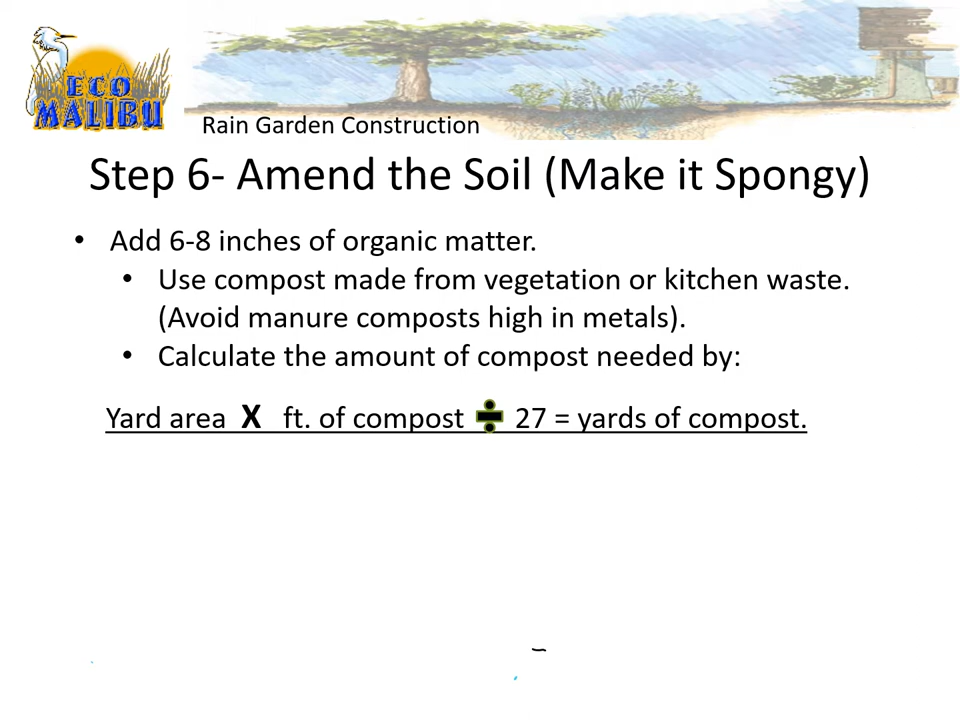 ECO
MALIBU
Rain Garden Construction
Step 6- Amend the Soil (Make it Spongy)
• Add 6-8 inches of organic matter.
• Use compost made from vegetation or kitchen waste.
(Avoid manure composts high in metals).
• Calculate the amount of compost needed by:
Yard area X ft. of compost ÷ 27 = yards of compost.